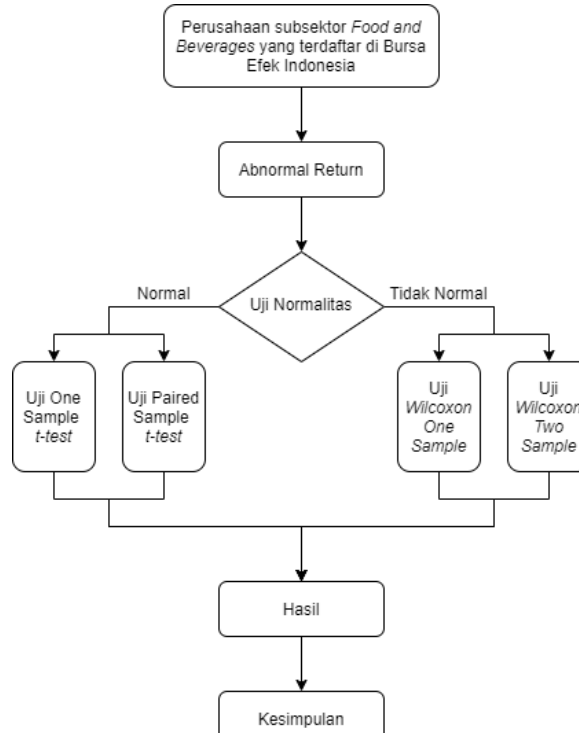 Perusahaan subsektor Food and
Beverages yang terdaftar di Bursa
Efek Indonesia
Abnormal Return
Uji Normalitas
Normal
Tidak Normal
Uji One
Sample
t-test
Uji Paired
Sample
t-test
Uji
Wilcoxon
One
Sample
Uji
Wilcoxon
Two
Sample
Hasil
Kesimpulan